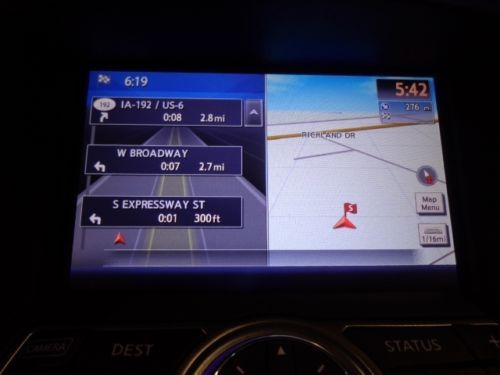 6:19
192 IA-192 / US-6
0:08 2.8mi
W BROADWAY
0:07 2.7mi
S EXPRESSWAY ST
0:01 300ft
5:42
276 m
RICHLAND DR
S
Map
Menu
1/16mi
CAMERA
DEST
STATUS